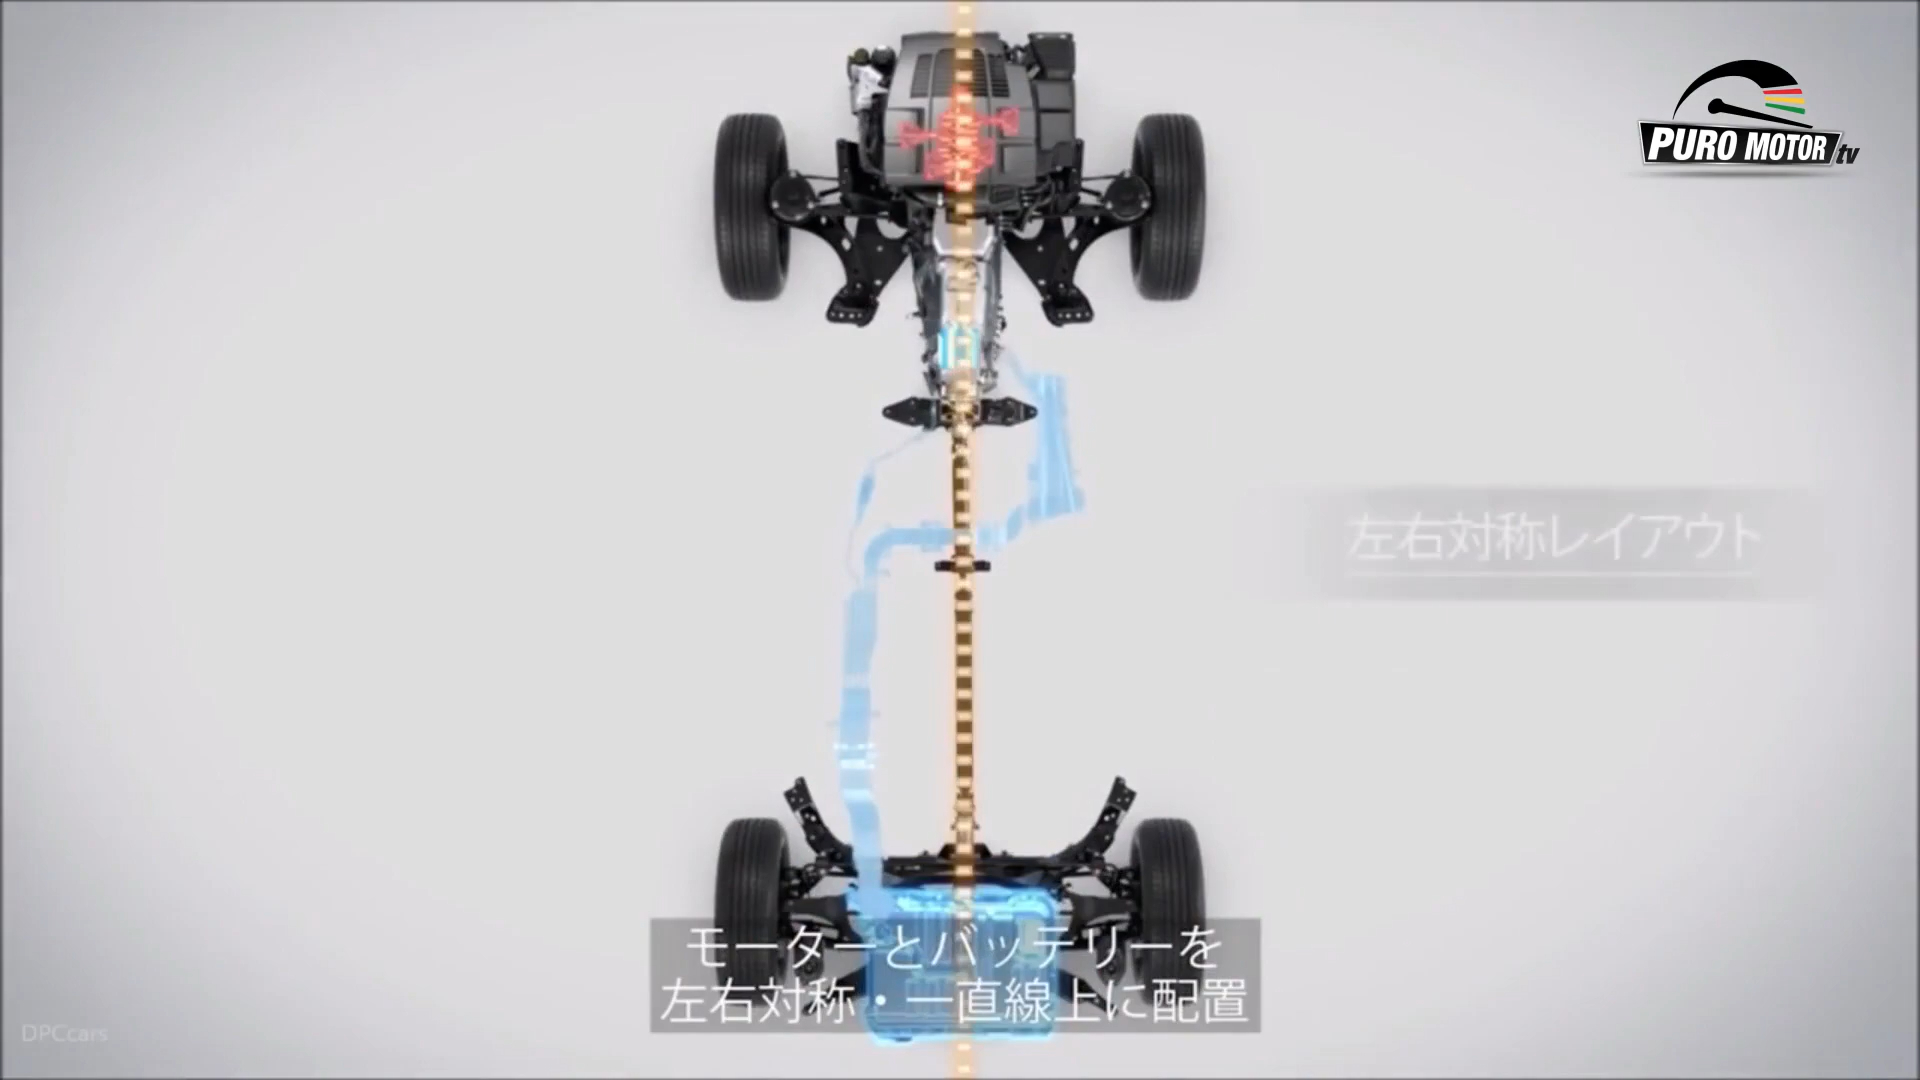 PURO MOTOR tv
左右対称レイアウト
モーターとバッテリーを
左右対称・一直線上に配置
DPCcars